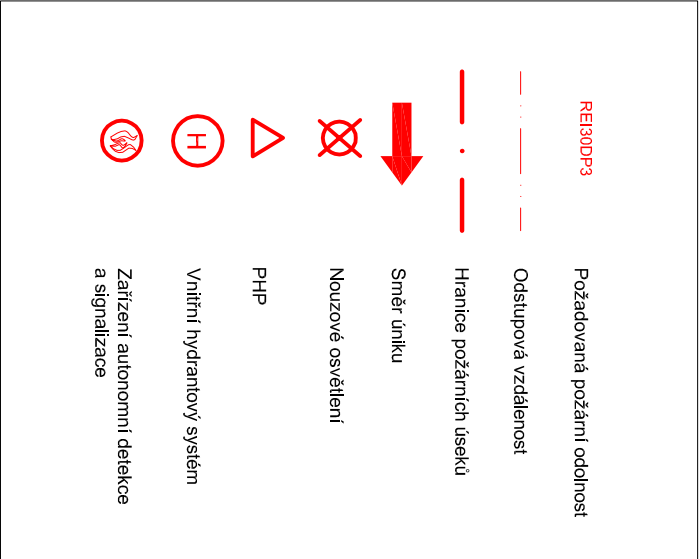 REI30DP3 Požadovaná požární odolnost
Odstupová vzdálenost
Hranice požárních úseků
Směr úniku
Nouzové osvětlení
PHP
H Vnitřní hydrantový systém
Zařízení autonomní detekce
a signalizace